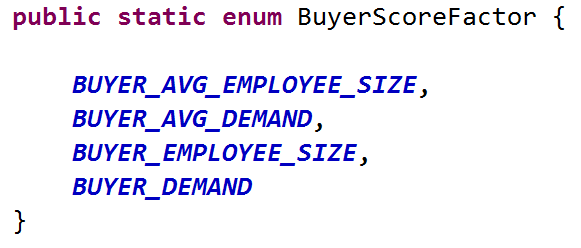 public static enum BuyerScoreFactor {
BUYER_AVG_EMPLOYEE_SIZE,
BUYER_AVG_DEMAND,
BUYER_EMPLOYEE_SIZE,
BUYER_DEMAND
}